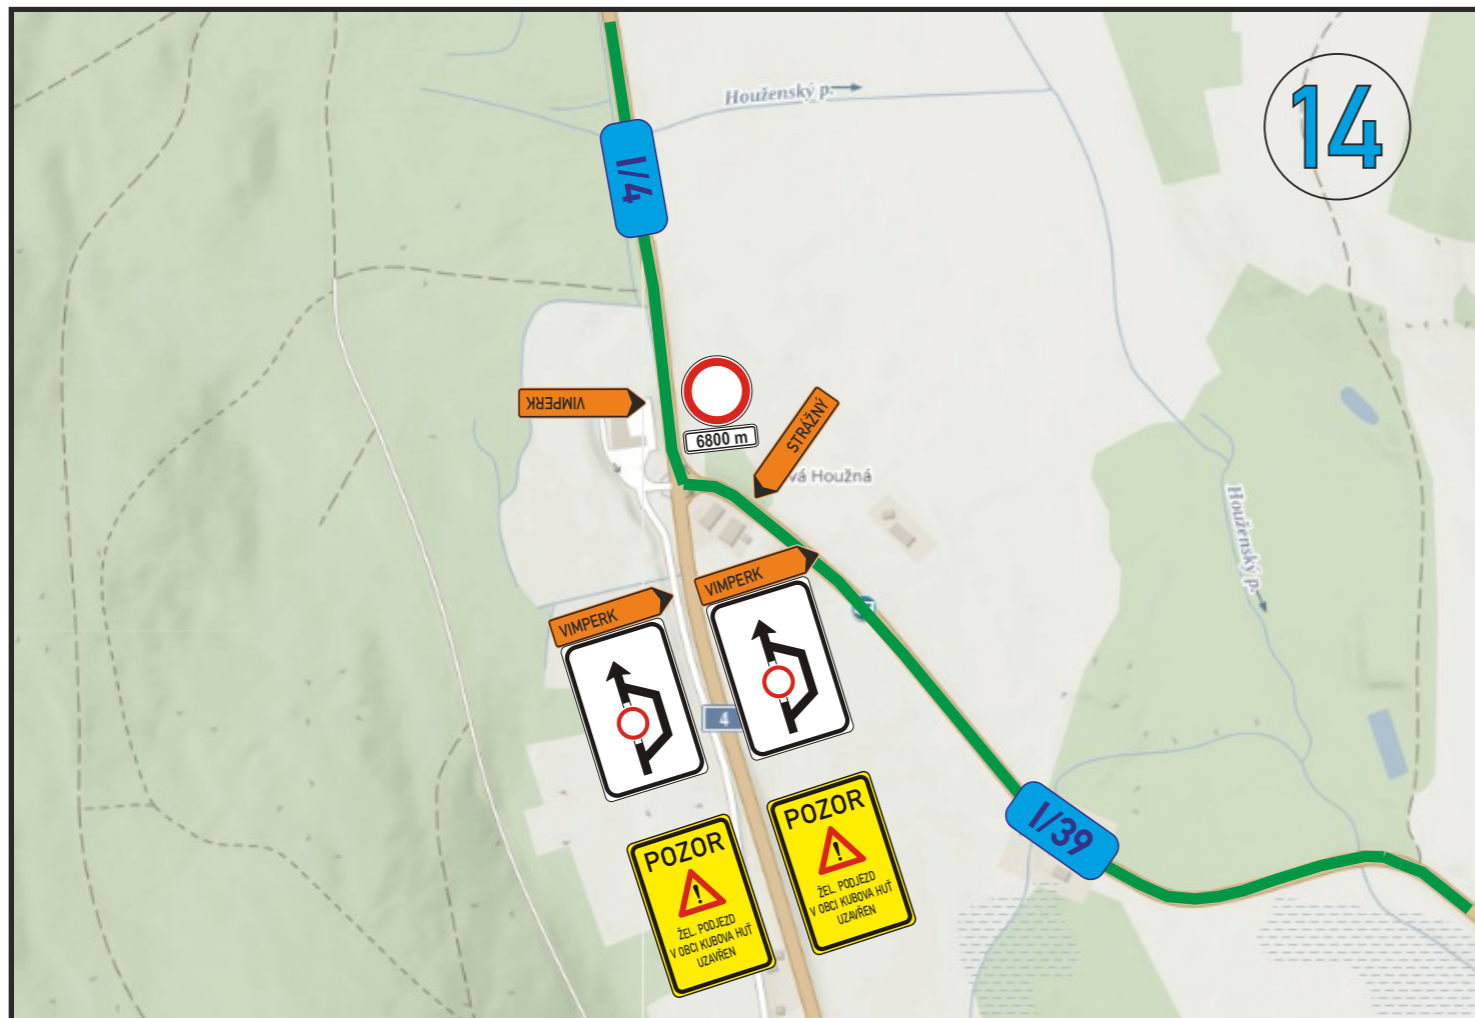 Houženský p.
14
I/4
VIMPERK
6800 m
STRÁŽNÝ
vá Houžná
Houženský p.
VIMPERK
VIMPERK
4
I/39
POZOR
!
ŽEL. PODJEZD
V OBCI KUBOVA HUŤ
UZAVŘEN
POZOR
!
ŽEL. PODJEZD
V OBCI KUBOVA HUŤ
UZAVŘEN